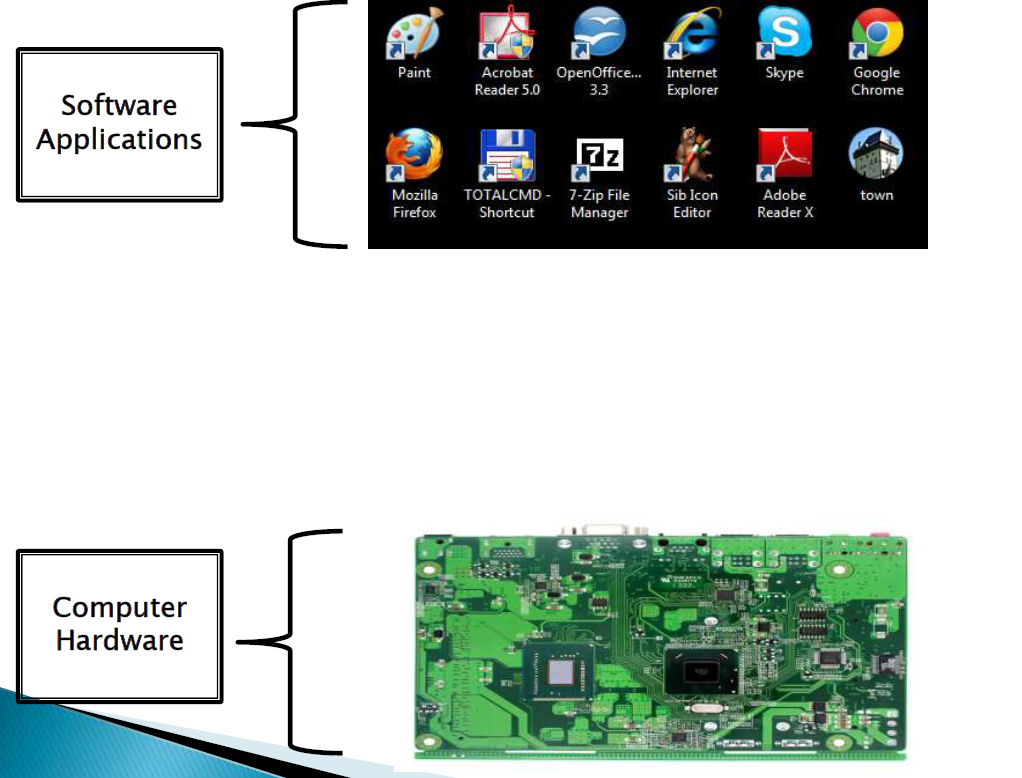 Software
Applications
Paint
Acrobat
Reader 5.0
OpenOffice...
3.3
Internet
Explorer
Skype
Google
Chrome
Mozilla
Firefox
TOTALCMD -
Shortcut
7z
7-Zip File
Manager
Sib Icon
Editor
Adobe
Reader X
town
Computer
Hardware